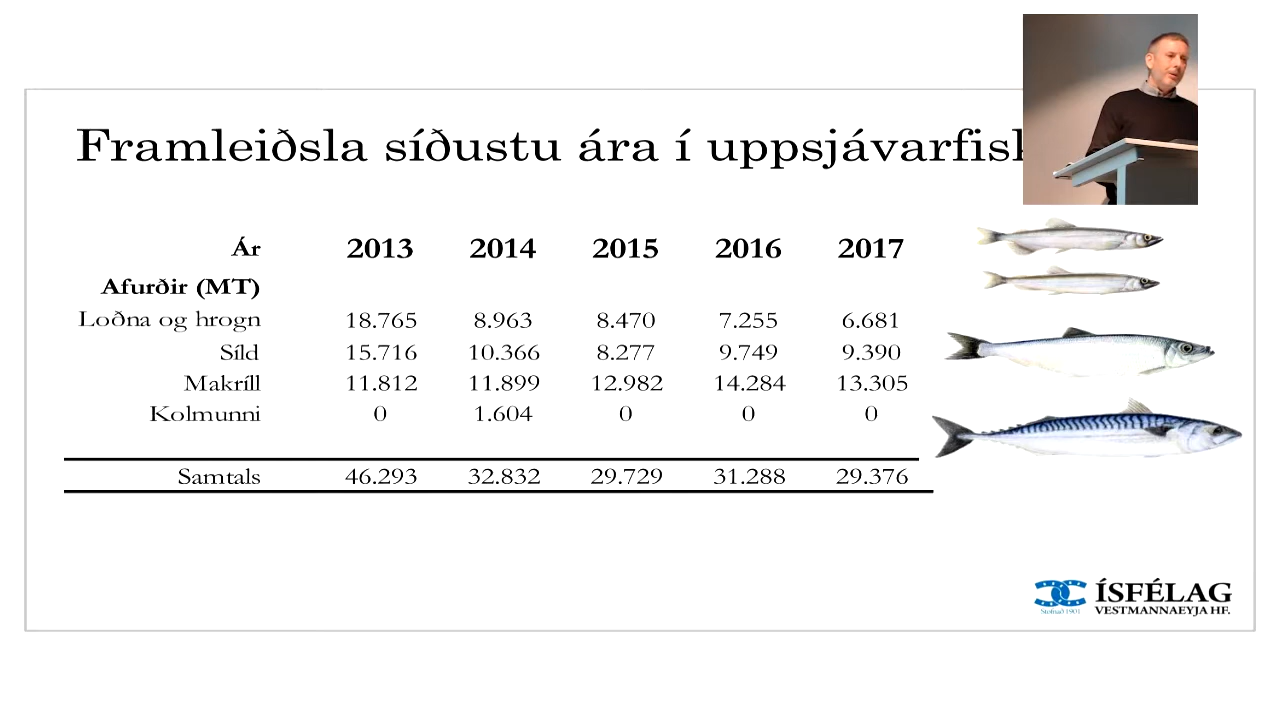 Framleiðsla síðustu ára í uppsjávarfisk
Ár 2013 2014 2015 2016 2017
Afurðir (MT)
Loðna og hrogn 18.765 8.963 8.470 7.255 6.681
Síld 15.716 10.366 8.277 9.749 9.390
Makríll 11.812 11.899 12.982 14.284 13.305
Kolmunni 0 1.604 0 0 0
Samtals 46.293 32.832 29.729 31.288 29.376
ÍSFÉLAG
VESTMANNAEYJA HF.
Stofnað 1901